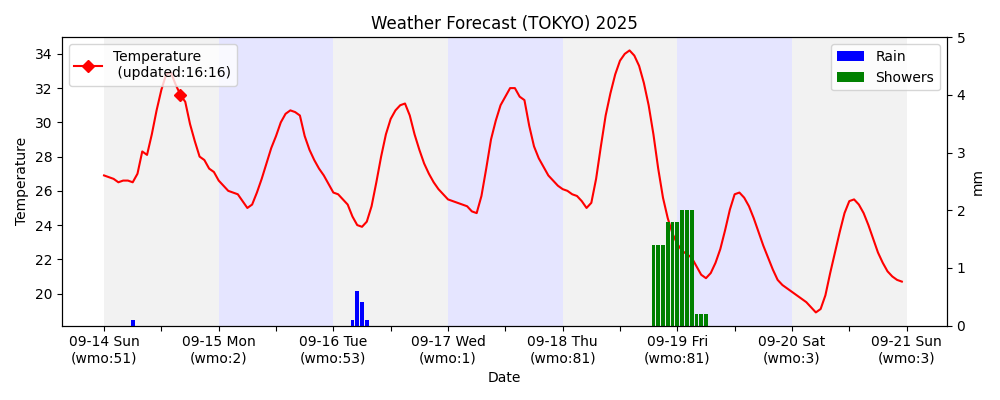 Weather Forecast (TOKYO) 2025
Temperature
(updated:16:16)
Rain
Showers
Temperature
34
32
30
28
26
24
22
20
5
4
3
2
1
0
mm
09-14 Sun
(wmo:51)
09-15 Mon
(wmo:2)
09-16 Tue
(wmo:53)
09-17 Wed
(wmo:1)
09-18 Thu
(wmo:81)
09-19 Fri
(wmo:81)
09-20 Sat
(wmo:3)
09-21 Sun
(wmo:3)
Date